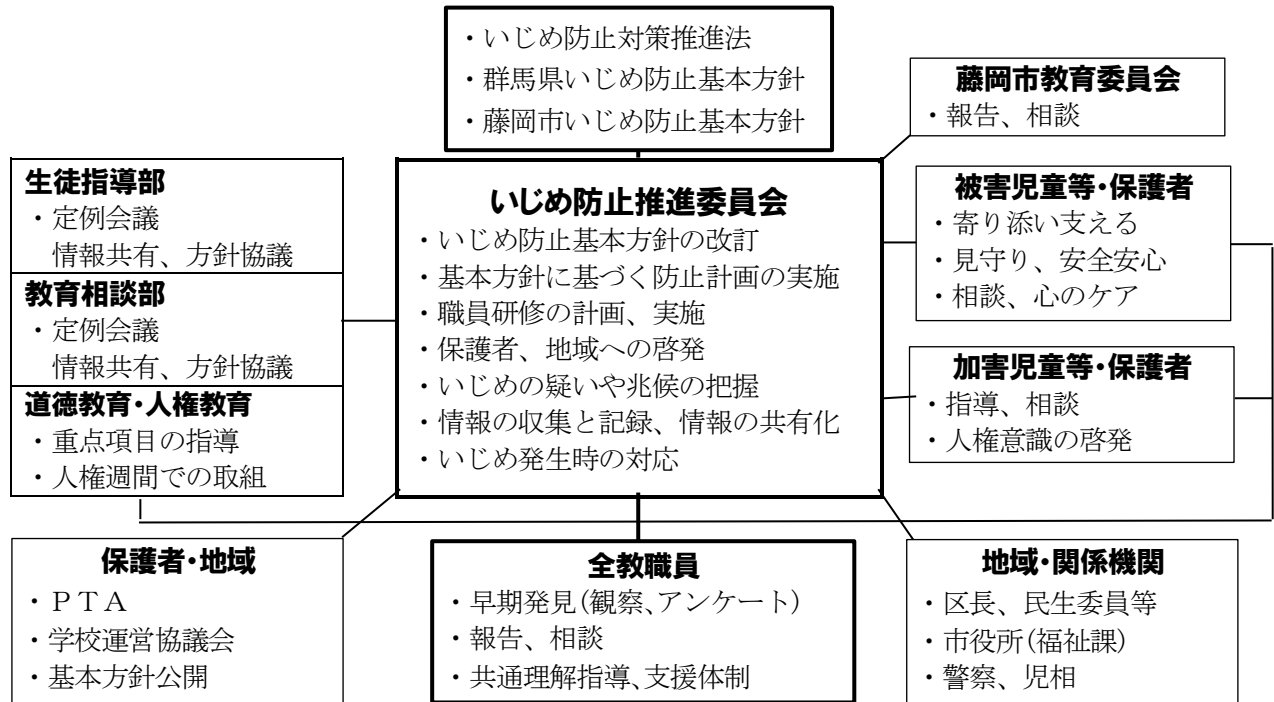 ・いじめ防止対策推進法
・群馬県いじめ防止基本方針
・藤岡市いじめ防止基本方針
藤岡市教育委員会
・報告、相談
生徒指導部
・定例会議
情報共有、方針協議
教育相談部
・定例会議
情報共有、方針協議
道徳教育・人権教育
・重点項目の指導
・人権週間での取組
いじめ防止推進委員会
・いじめ防止基本方針の改訂
・基本方針に基づく防止計画の実施
・職員研修の計画、実施
・保護者、地域への啓発
・いじめの疑いや兆候の把握
・情報の収集と記録、情報の共有化
・いじめ発生時の対応
被害児童等・保護者
・寄り添い支える
・見守り、安全安心
・相談、心のケア
加害児童等・保護者
・指導、相談
・人権意識の啓発
保護者・地域
・ＰＴＡ
・学校運営協議会
・基本方針公開
全教職員
・早期発見(観察、アンケート)
・報告、相談
・共通理解指導、支援体制
地域・関係機関
・区長、民生委員等
・市役所(福祉課)
・警察、児相